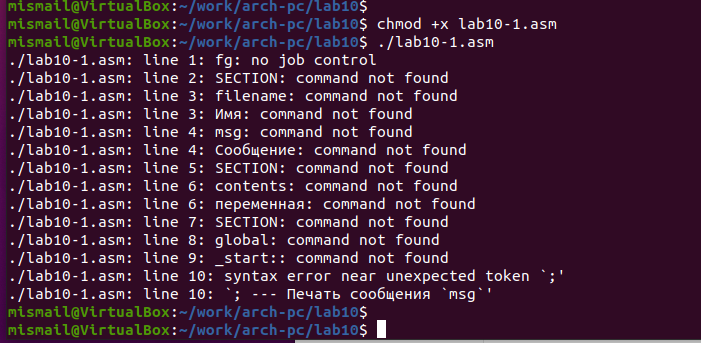 mismail@VirtualBox:~/work/arch-pc/lab10$
mismail@VirtualBox:~/work/arch-pc/lab10$ chmod +x lab10-1.asm
mismail@VirtualBox:~/work/arch-pc/lab10$ ./lab10-1.asm
./lab10-1.asm: line 1: fg: no job control
./lab10-1.asm: line 2: SECTION: command not found
./lab10-1.asm: line 3: filename: command not found
./lab10-1.asm: line 3: Имя: command not found
./lab10-1.asm: line 4: msg: command not found
./lab10-1.asm: line 4: Сообщение: command not found
./lab10-1.asm: line 5: SECTION: command not found
./lab10-1.asm: line 6: contents: command not found
./lab10-1.asm: line 6: переменная: command not found
./lab10-1.asm: line 7: SECTION: command not found
./lab10-1.asm: line 8: global: command not found
./lab10-1.asm: line 9: _start:: command not found
./lab10-1.asm: line 10: syntax error near unexpected token `;'
./lab10-1.asm: line 10: `; --- Печать сообщения `msg`'
mismail@VirtualBox:~/work/arch-pc/lab10$
mismail@VirtualBox:~/work/arch-pc/lab10$